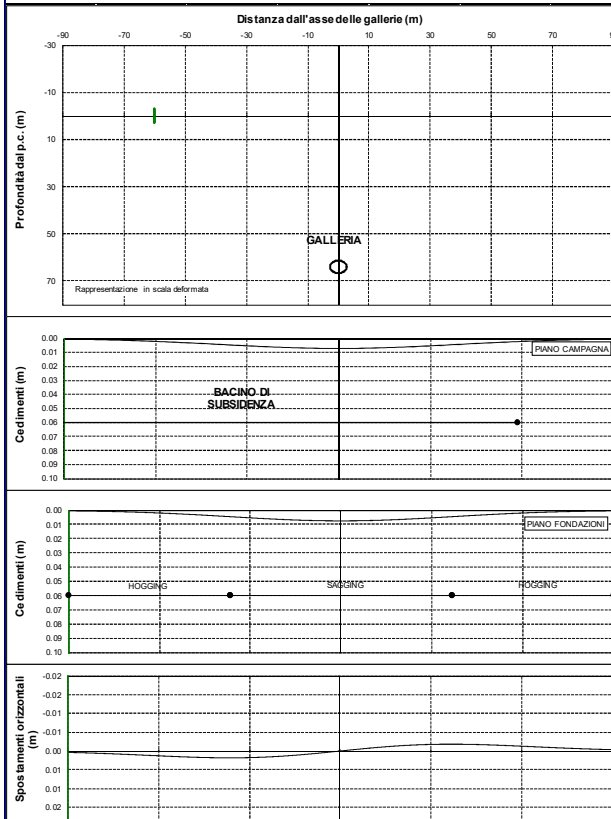 Distanza dall'asse delle gallerie (m)
-90 -70 -50 -30 -10 10 30 50 70
Profondità dal p.c. (m)
-30
-10
10
30
50
70
GALLERIA
Rappresentazione in scala deformata
Cedimenti (m)
0.00
0.01
0.02
0.03
0.04
0.05
0.06
0.07
0.08
0.09
0.10
PIANO CAMPAGNA
BACINO DI
SUBSIDENZA
Cedimenti (m)
0.00
0.01
0.02
0.03
0.04
0.05
0.06
0.07
0.08
0.09
0.10
PIANO FONDAZIONI
HOGGING SAGGING HOGGING
Spostamenti orizzontali
(m)
-0.02
-0.02
-0.01
-0.01
0.00
0.01
0.01
0.02